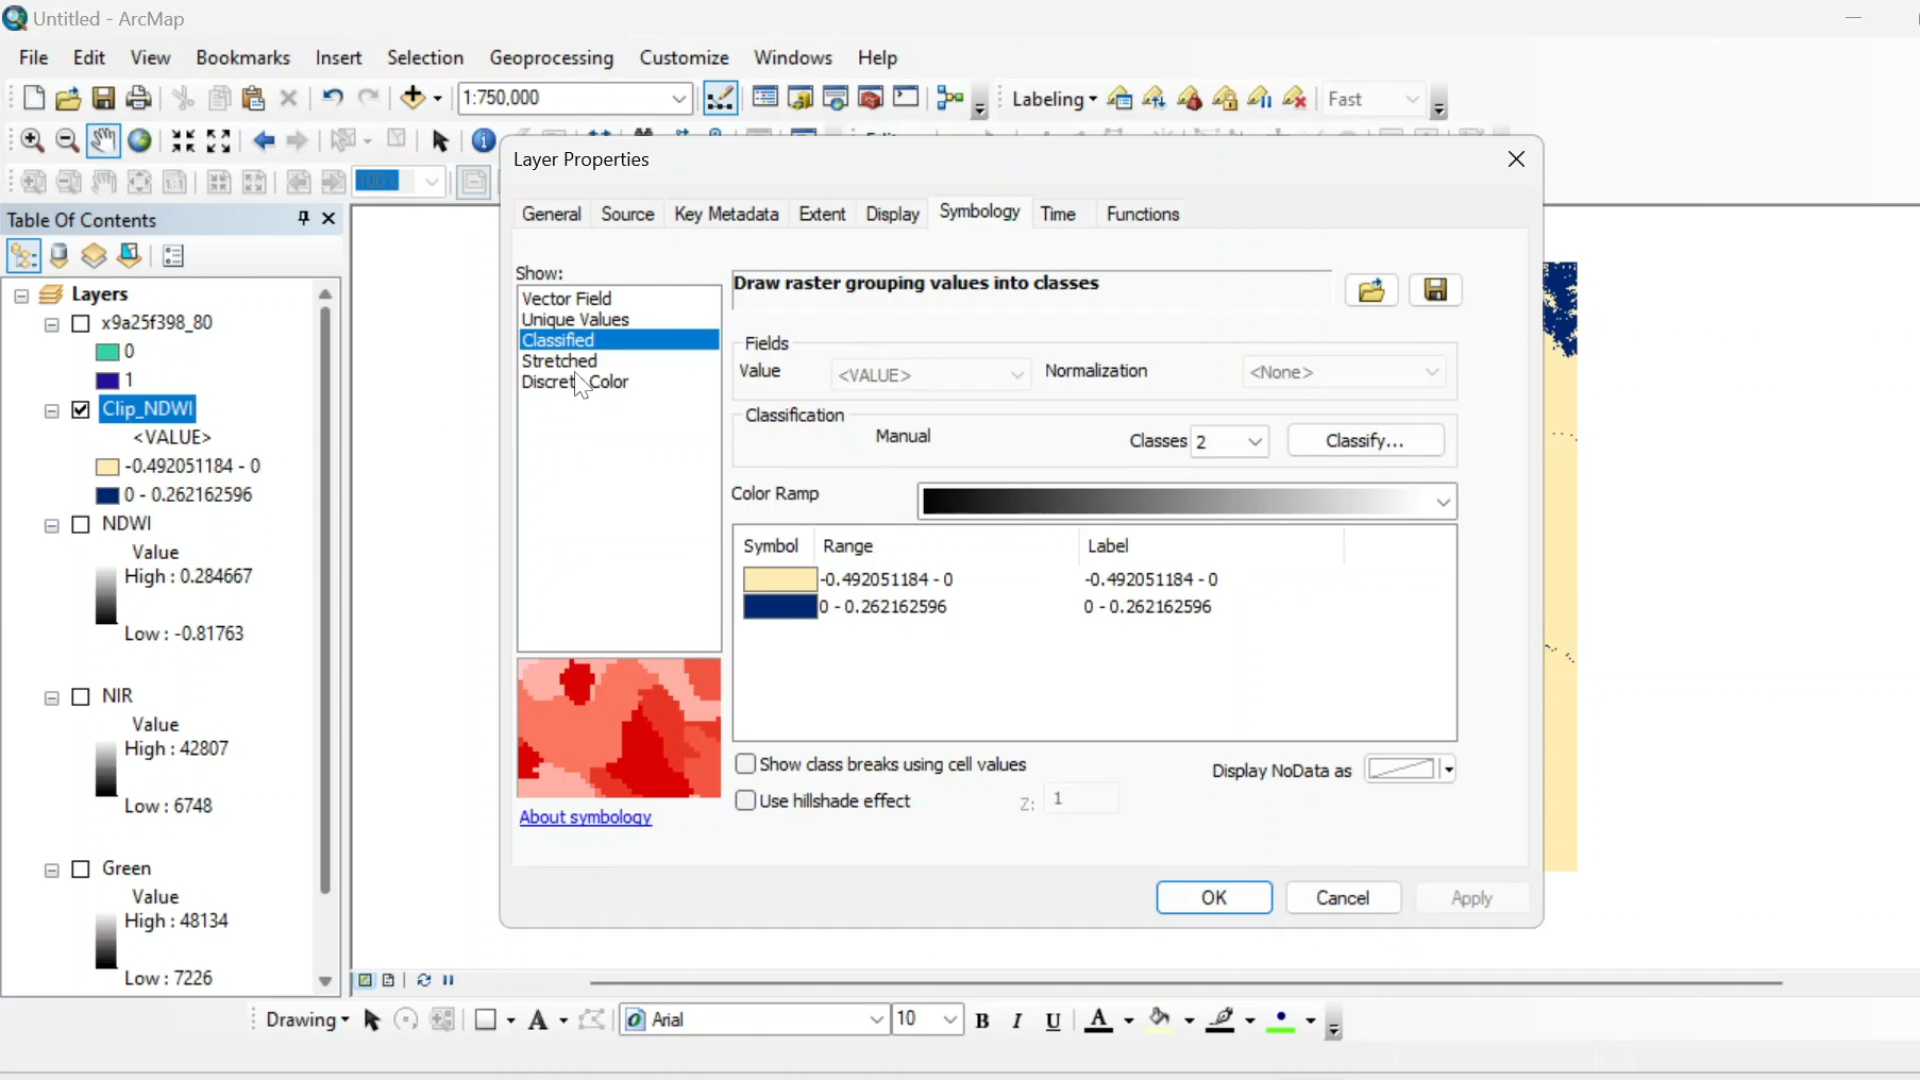 Untitled - ArcMap
File Edit View Bookmarks Insert Selection Geoprocessing Customize Windows Help
1:750,000 Labeling Fast
Layer Properties
Table Of Contents
General Source Key Metadata Extent Display Symbology Time Functions
Layers
x9a25f398_80
0
1
Clip_NDWI
<VALUE>
-0.492051184 - 0
0 - 0.262162596
NDWI
Value
High : 0.284667
Low : -0.81763
NIR
Value
High : 42807
Low : 6748
Green
Value
High : 48134
Low : 7226
Show:
Vector Field
Unique Values
Classified
Stretched
Discrete Color
About symbology
Draw raster grouping values into classes
Fields
Value <VALUE> Normalization <None>
Classification
Manual Classes 2 Classify...
Color Ramp
Symbol Range Label
-0.492051184 - 0 -0.492051184 - 0
0 - 0.262162596 0 - 0.262162596
Show class breaks using cell values Display NoData as
Use hillshade effect Z: 1
OK Cancel Apply
Drawing A Arial 10 B I U A